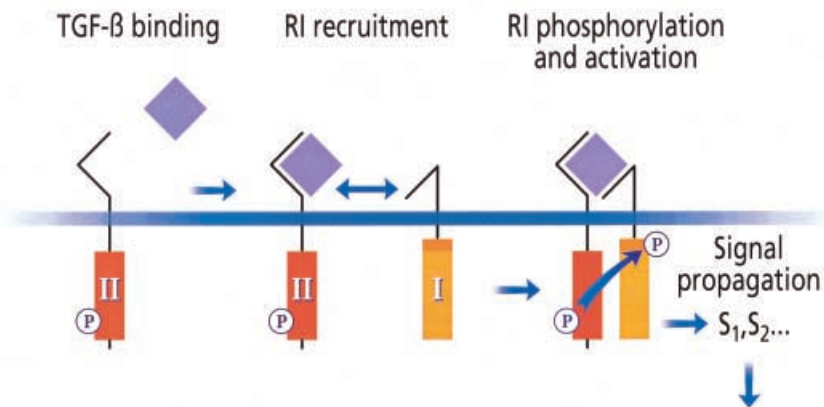 TGF-ß binding
RI recruitment
RI phosphorylation
and activation
II
P
II
P
I
P
P
Signal
propagation
S₁,S₂...